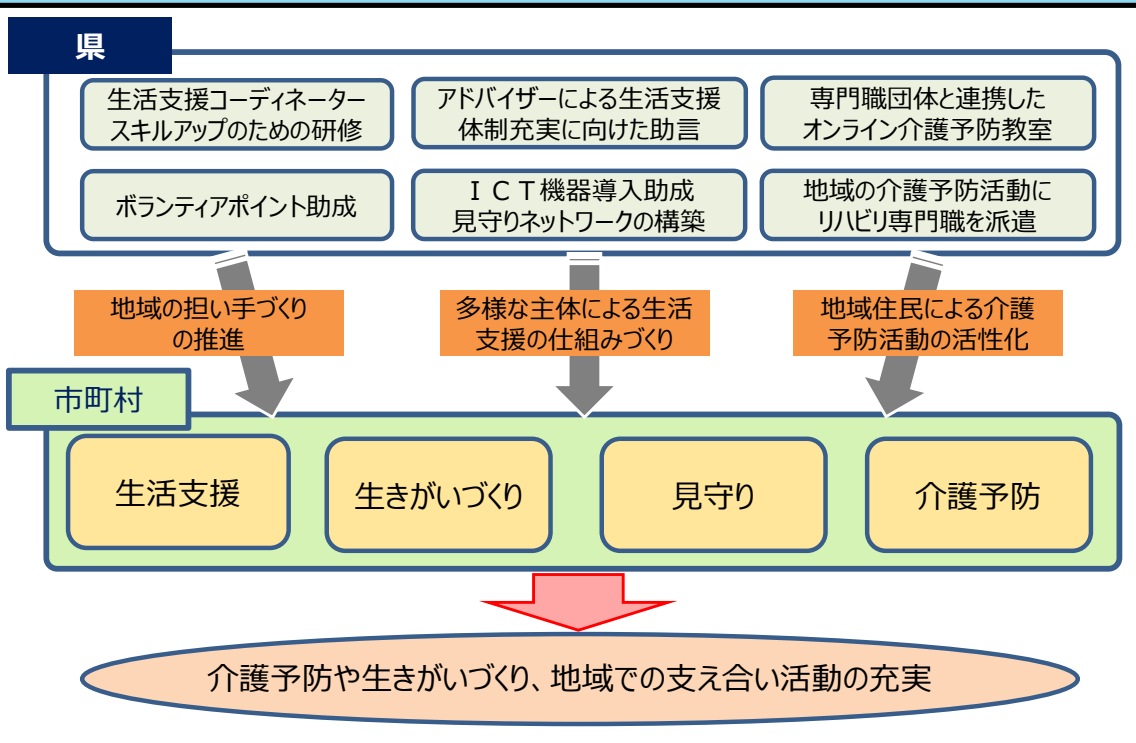 県
生活支援コーディネーター
スキルアップのための研修
アドバイザーによる生活支援
体制充実に向けた助言
専門職団体と連携した
オンライン介護予防教室
ボランティアポイント助成
ＩＣＴ機器導入助成
見守りネットワークの構築
地域の介護予防活動に
リハビリ専門職を派遣
地域の担い手づくり
の推進
多様な主体による生活
支援の仕組みづくり
地域住民による介護
予防活動の活性化
市町村
生活支援
生きがいづくり
見守り
介護予防
介護予防や生きがいづくり、地域での支え合い活動の充実